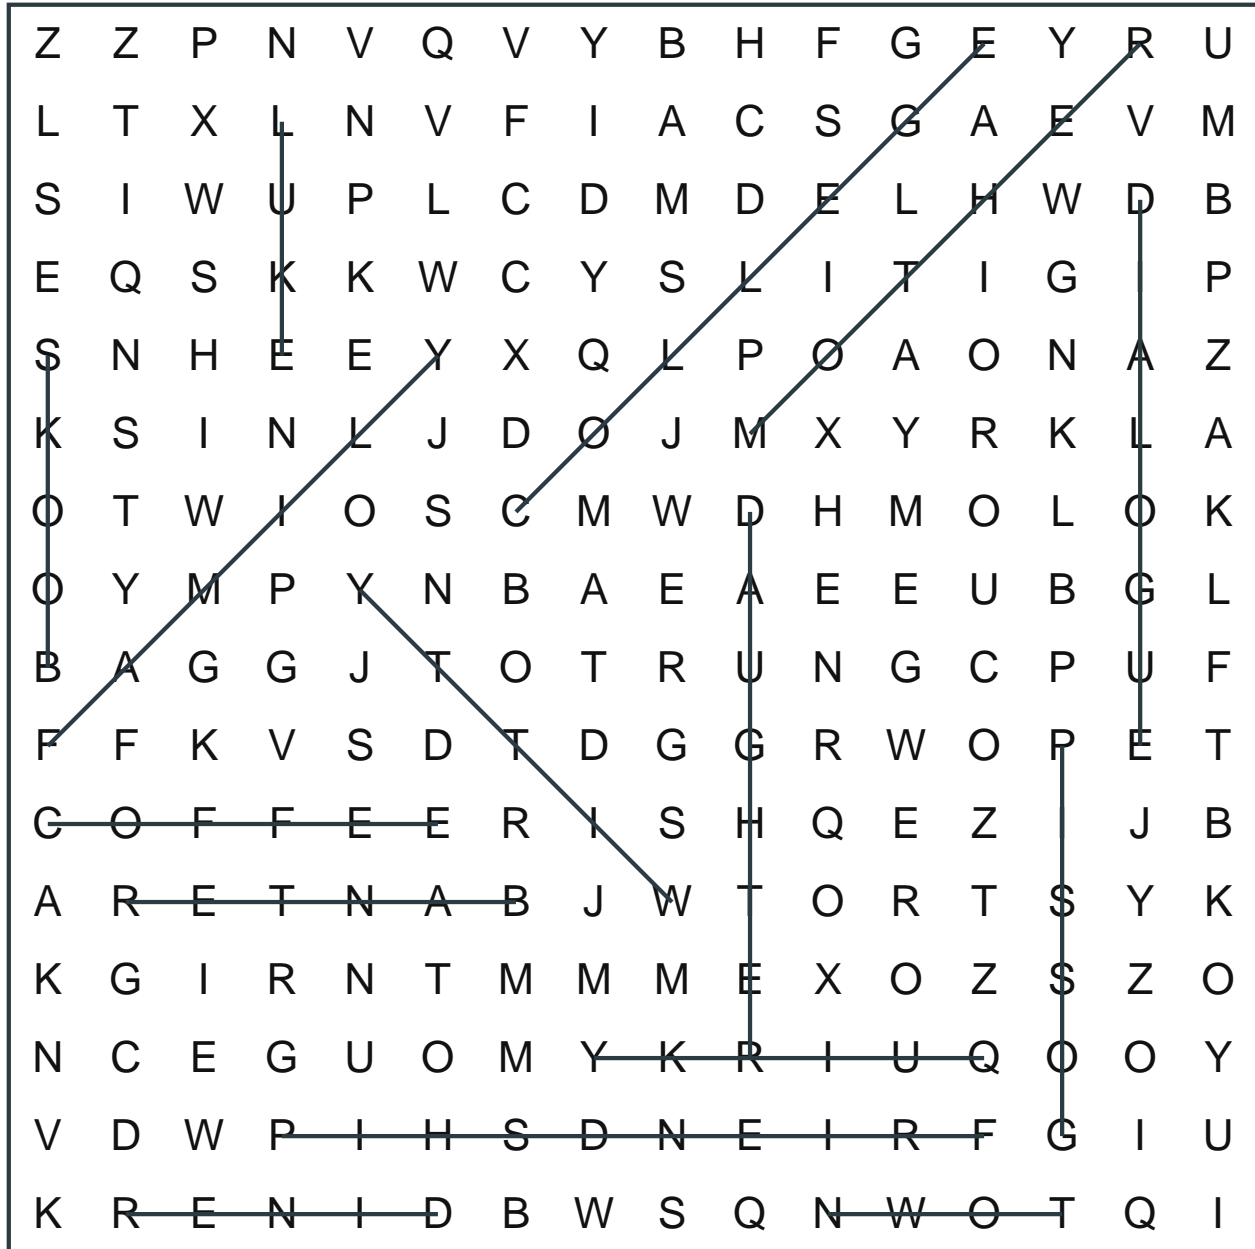 Z Z P N V Q V Y B H F G E Y R U
L T X L N V F I A C S G A E V M
S I W U P L C D M D E L H W D B
E Q S K K W C Y S L I T I G I P
S N H E E Y X Q L P O A O N A Z
K S I N L J D O J M X Y R K L A
O T W I O S C M W D H M O L O K
O Y M P Y N B A E A E E U B G L
B A G G J T O T R U N G C P U F
F F K V S D T D G G R W O P E T
C O F F E E R I S H Q E Z I J B
A R E T N A B J W T O R T S Y K
K G I R N T M M M E X O Z S Z O
N C E G U O M Y K R I U Q O O Y
V D W P I H S D N E I R F G I U
K R E N I D B W S Q N W O T Q I